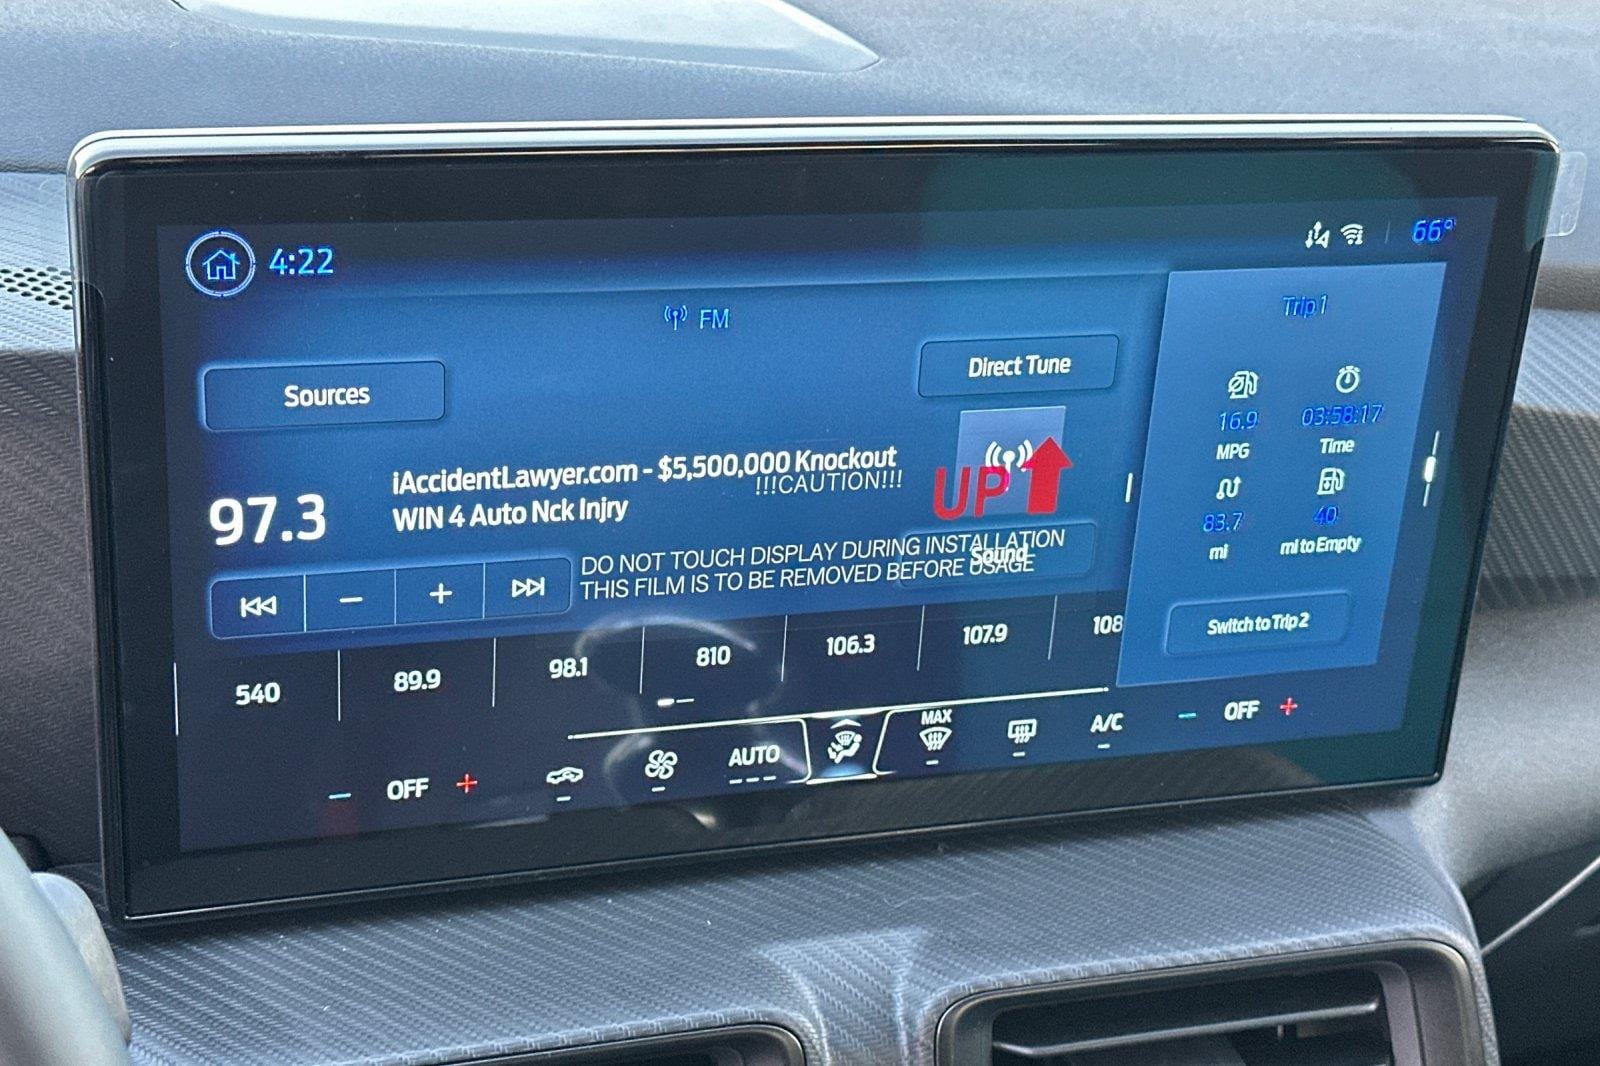 4:22
66°
FM
Trip 1
Sources
Direct Tune
16.9
03:58:17
MPG
Time
iAccidentLawyer.com - $5,500,000 Knockout
WIN 4 Auto Nck Injry
97.3
!!!CAUTION!!!
UP
83.7
40
mi
mi to Empty
DO NOT TOUCH DISPLAY DURING INSTALLATION
THIS FILM IS TO BE REMOVED BEFORE USAGE
Sound
Switch to Trip 2
540
89.9
98.1
810
106.3
107.9
108
OFF
AUTO
MAX
A/C
OFF